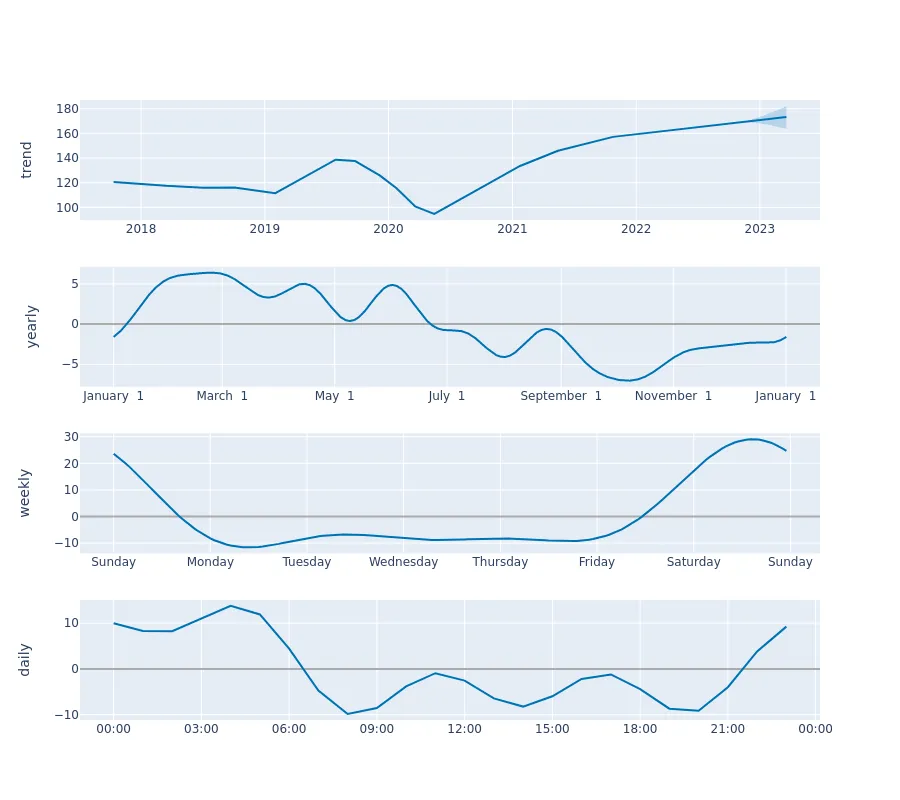 trend
180
160
140
120
100
2018 2019 2020 2021 2022 2023
yearly
5
0
−5
January 1 March 1 May 1 July 1 September 1 November 1 January 1
weekly
30
20
10
0
−10
Sunday Monday Tuesday Wednesday Thursday Friday Saturday Sunday
daily
10
0
−10
00:00 03:00 06:00 09:00 12:00 15:00 18:00 21:00 00:00